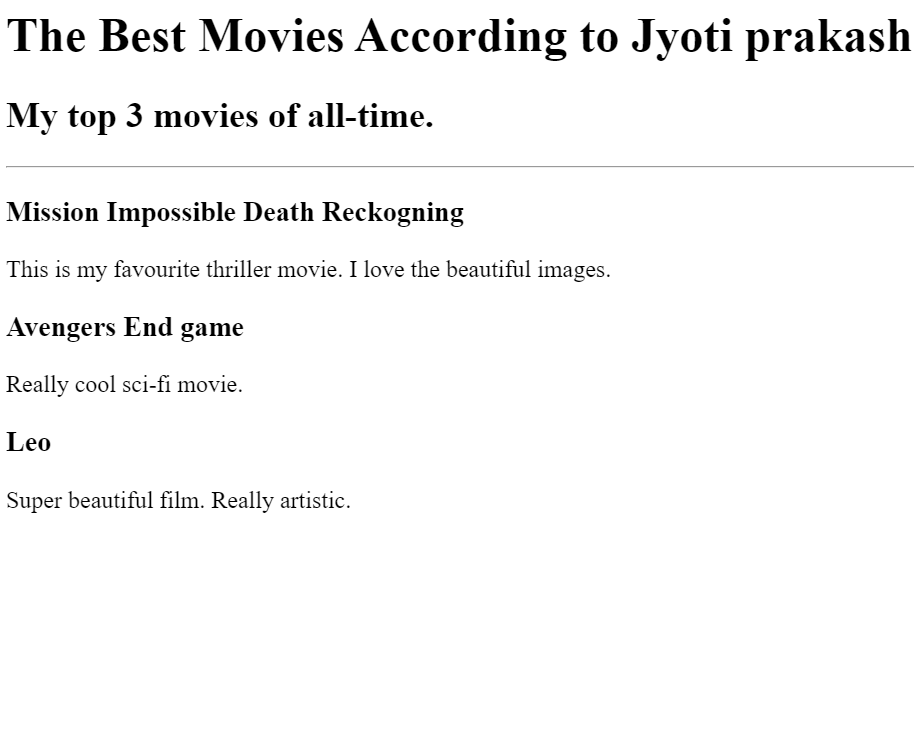 The Best Movies According to Jyoti prakash
My top 3 movies of all-time.
Mission Impossible Death Reckogning
This is my favourite thriller movie. I love the beautiful images.
Avengers End game
Really cool sci-fi movie.
Leo
Super beautiful film. Really artistic.